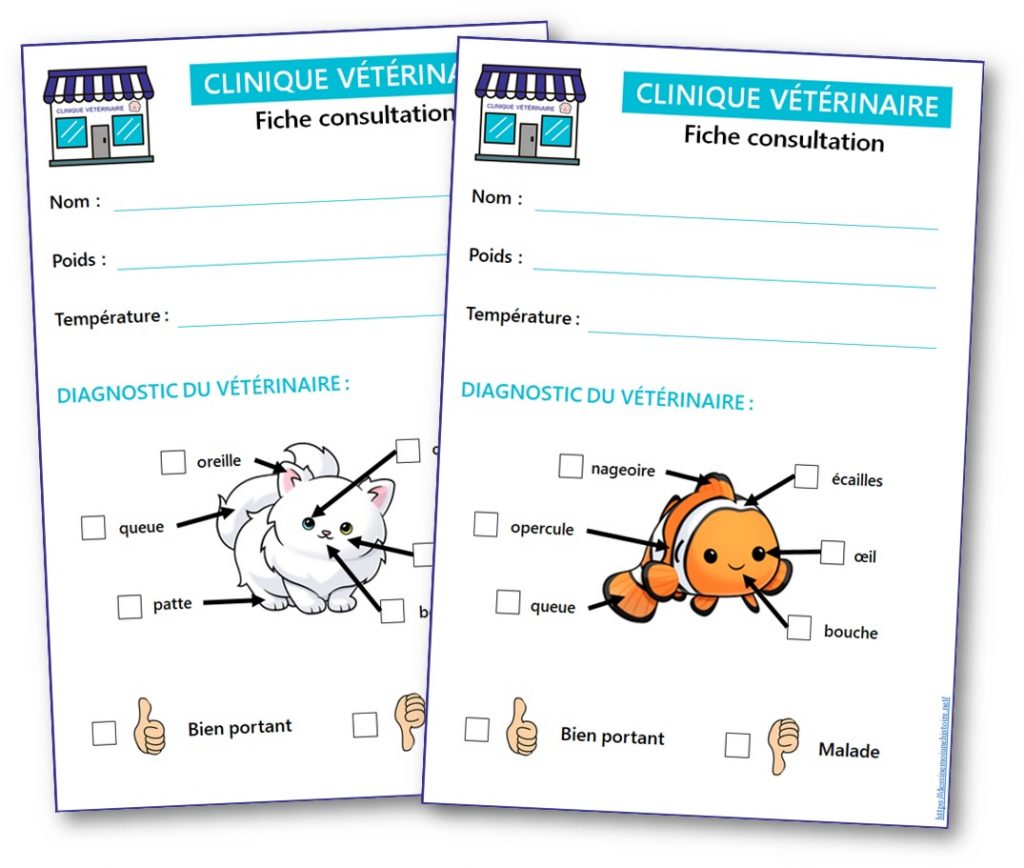 CLINIQUE VÉTÉRINA
Fiche consultation
CLINIQUE VÉTÉRINAIRE
Nom :
Poids :
Température :
DIAGNOSTIC DU VÉTÉRINAIRE :
oreille
queue
patte
Bien portant
CLINIQUE VÉTÉRINAIRE
Fiche consultation
CLINIQUE VÉTÉRINAIRE
Nom :
Poids :
Température :
DIAGNOSTIC DU VÉTÉRINAIRE :
nageoire
écailles
opercule
œil
queue
bouche
Bien portant
Malade
https://dessinemoiunehistoire.net/